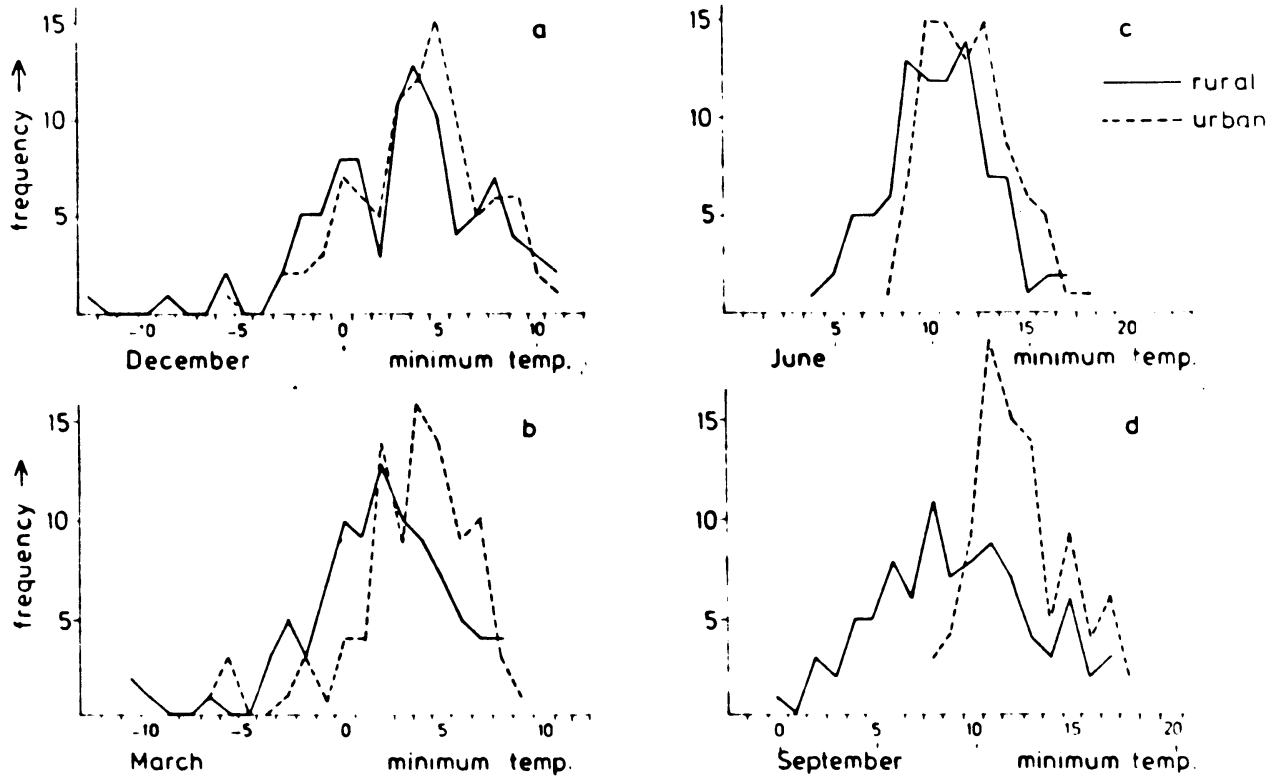 a
15
10
5
frequency
-10 -5 0 5 10
December minimum temp.
c
15
10
5
rural
urban
5 10 15 20
June minimum temp.
b
15
10
5
frequency
-10 -5 0 5 10
March minimum temp.
d
15
10
5
0 5 10 15 20
September minimum temp.